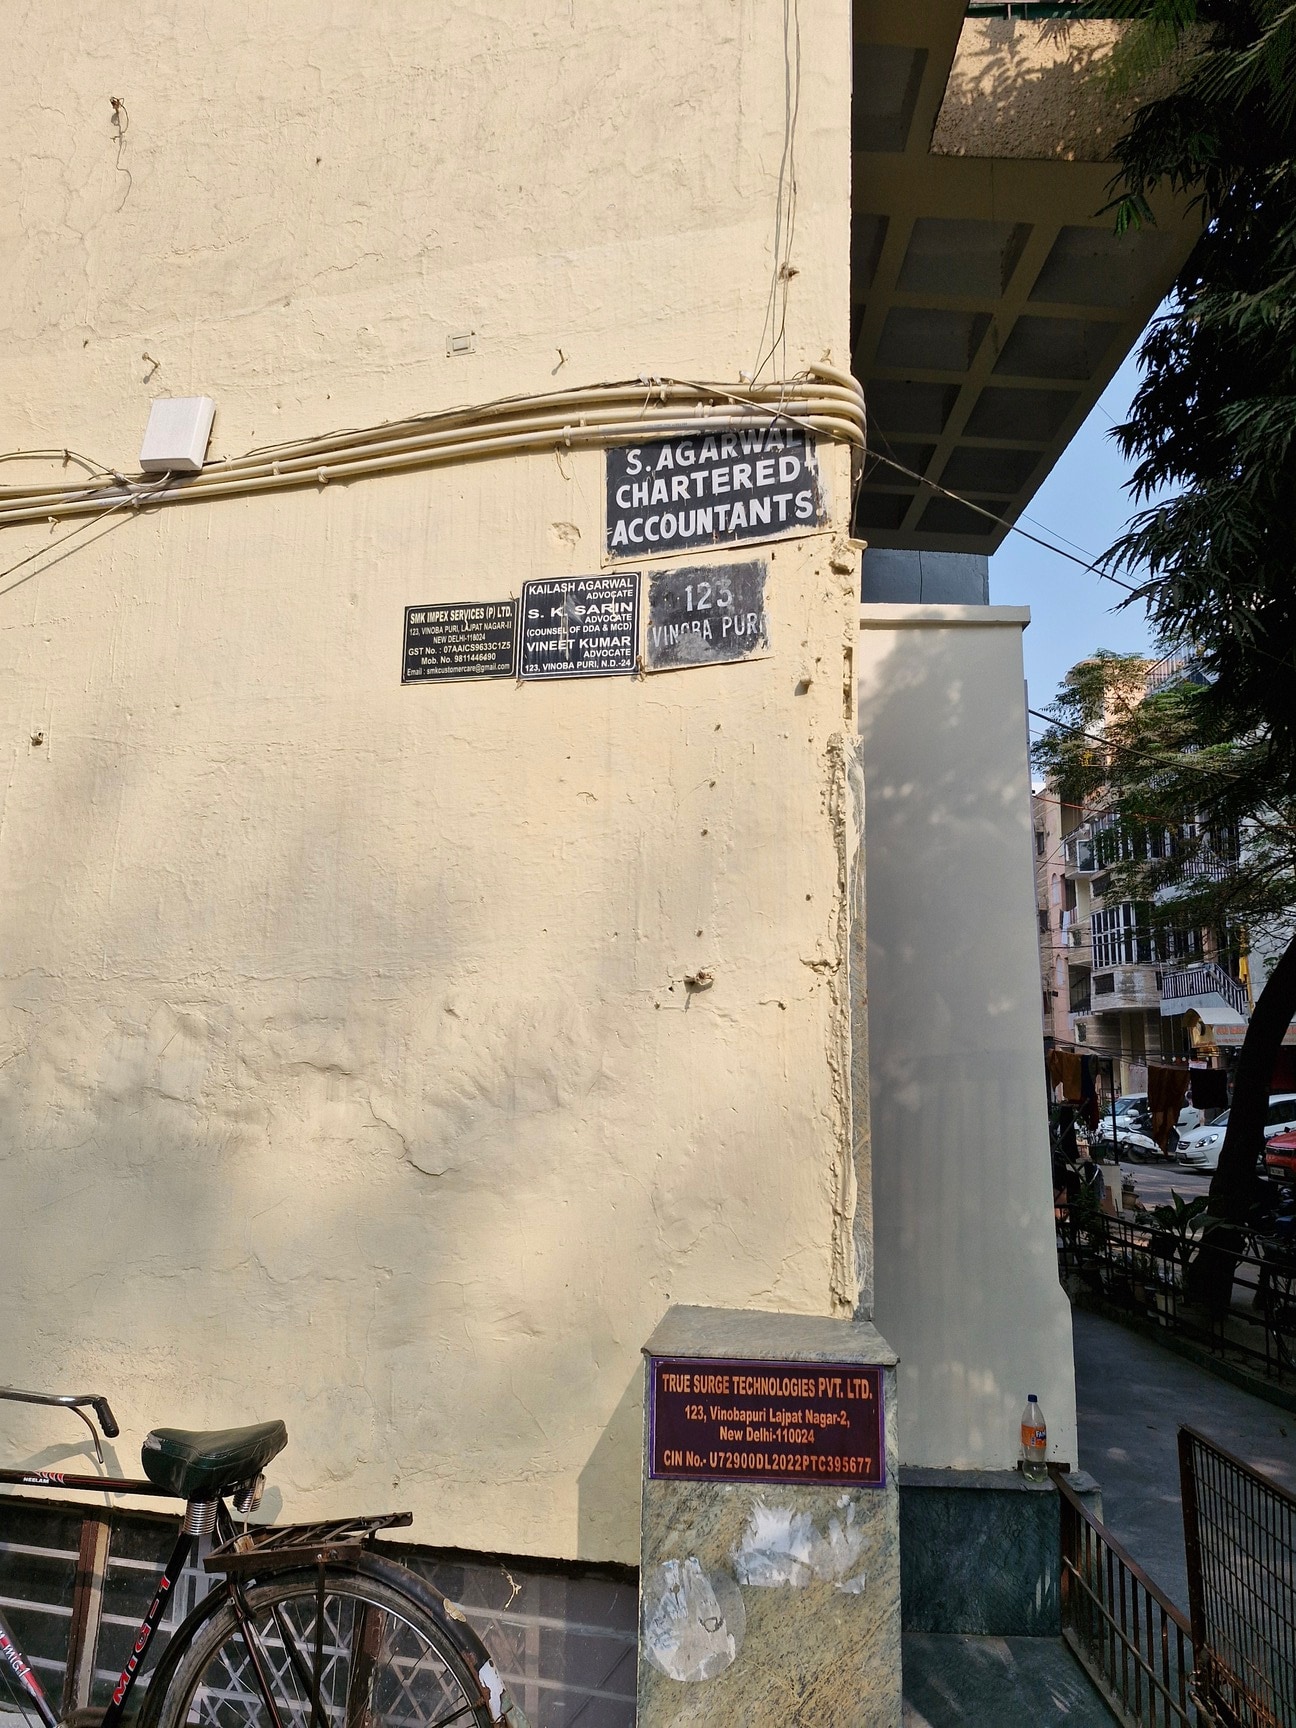 S. AGARWAL
CHARTERED
ACCOUNTANTS
SMK IMPEX SERVICES (P) LTD.
123, VINOBA PURI, LAJPAT NAGAR-II
NEW DELHI-118024
GST No. : 07AAICS9633C1Z5
Mob. No. 9811446490
Email : smkcustomercare@gmail.com
KAILASH AGARWAL
ADVOCATE
S. K. SARIN
ADVOCATE
(COUNSEL OF DDA & MCD)
VINEET KUMAR
ADVOCATE
123, VINOBA PURI, N.D.-24
123
VINOBA PURI
TRUE SURGE TECHNOLOGIES PVT. LTD.
123, Vinobapuri Lajpat Nagar-2,
New Delhi-110024
CIN No.- U72900DL2022PTC395677
NEELAM